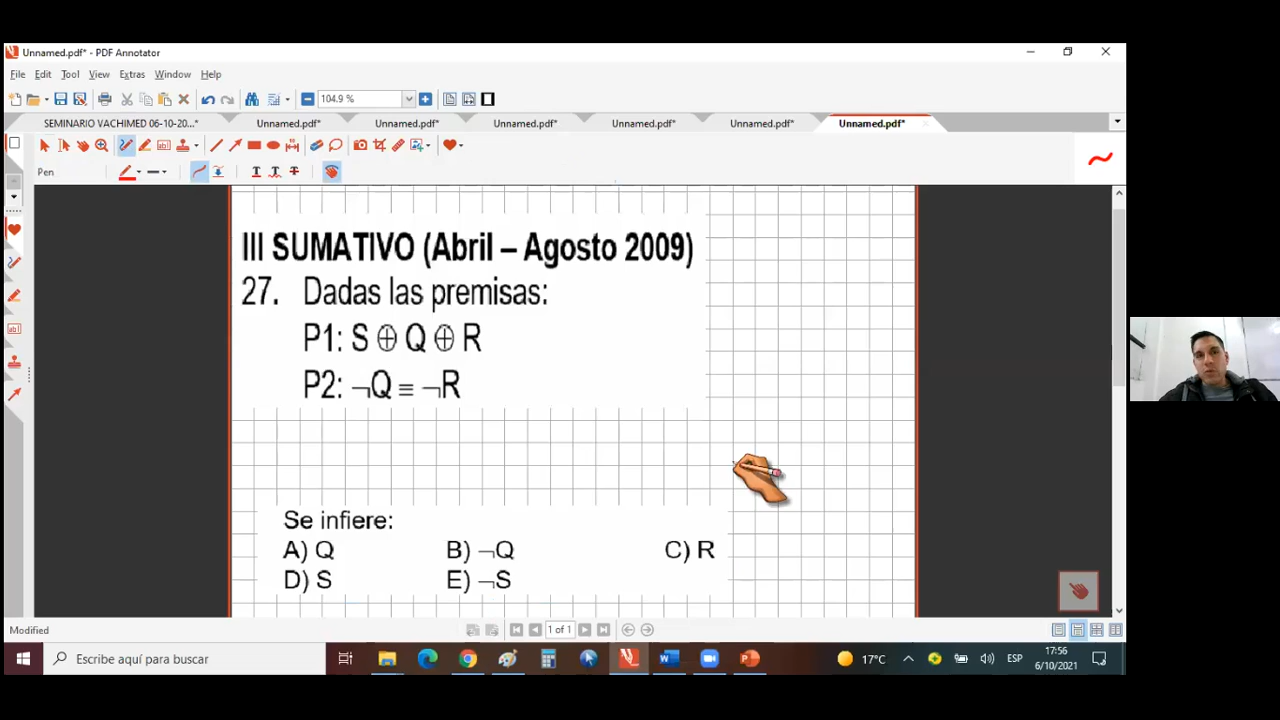 Unnamed.pdf* - PDF Annotator
File Edit Tool View Extras Window Help
104.9 %
SEMINARIO VACHIMED 06-10-20...* Unnamed.pdf* Unnamed.pdf* Unnamed.pdf* Unnamed.pdf* Unnamed.pdf* Unnamed.pdf*
Pen
III SUMATIVO (Abril – Agosto 2009)
27. Dadas las premisas:
P1: S ⊕ Q ⊕ R
P2: ¬Q ≡ ¬R
Se infiere:
A) Q B) ¬Q C) R
D) S E) ¬S
Modified
1 of 1
Escribe aquí para buscar
17°C
ESP
17:56
6/10/2021